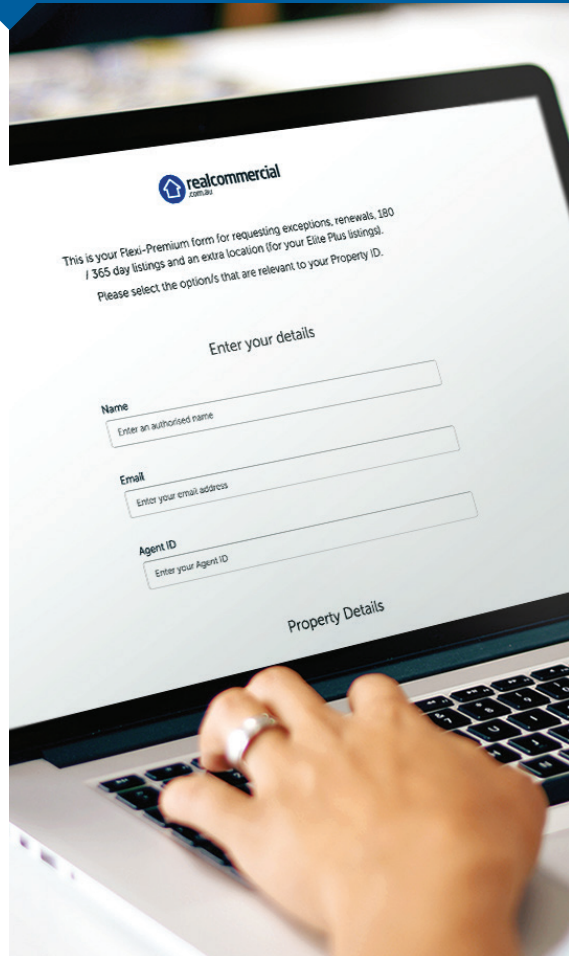 realcommercial
.com.au
This is your Flexi-Premium form for requesting exceptions, renewals, 180
/ 365 day listings and an extra location (for your Elite Plus listings).
Please select the option/s that are relevant to your Property ID.
Enter your details
Name
Enter an authorised name
Email
Enter your email address
Agent ID
Enter your Agent ID
Property Details